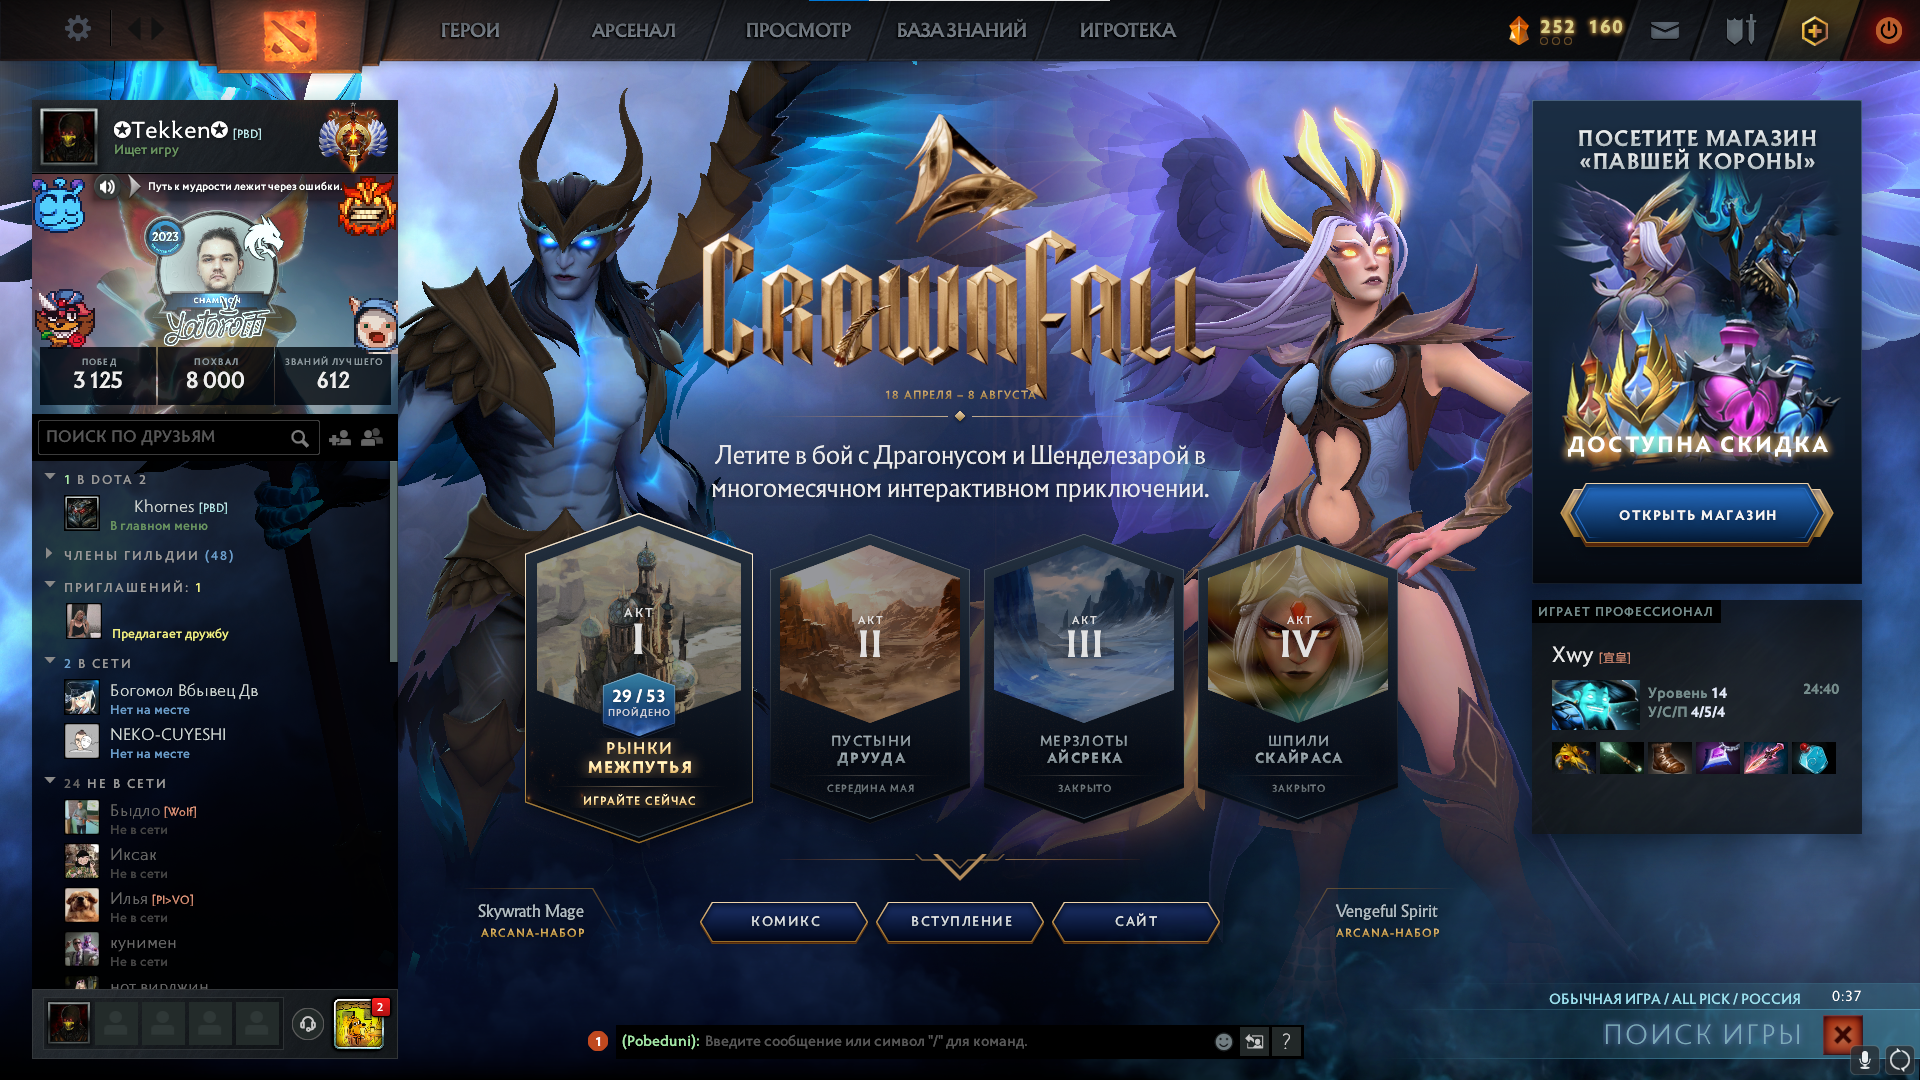 ГЕРОИ
АРСЕНАЛ
ПРОСМОТР
БАЗА ЗНАНИЙ
ИГРОТЕКА
252
160
✪Tekken✪ [PBD]
Ищет игру
Путь к мудрости лежит через ошибки.
2023
CHAMPION
Yatoro
ПОБЕД
3 125
ПОХВАЛ
8 000
ЗВАНИЙ ЛУЧШЕГО
612
ПОИСК ПО ДРУЗЬЯМ
1 В DOTA 2
Khornes [PBD]
В главном меню
ЧЛЕНЫ ГИЛЬДИИ (48)
ПРИГЛАШЕНИЙ: 1
Предлагает дружбу
2 В СЕТИ
Богомол Вбывец Дв
Нет на месте
NEKO-CUYESHI
Нет на месте
24 НЕ В СЕТИ
Быдло [Wolf]
Не в сети
Иксак
Не в сети
Илья [PI>VO]
Не в сети
кунимен
Не в сети
нот вирджин
2
CROWNFALL
18 АПРЕЛЯ – 8 АВГУСТА
Летите в бой с Драгонусом и Шенделезарой в
многомесячном интерактивном приключении.
АКТ
I
29 / 53
ПРОЙДЕНО
РЫНКИ
МЕЖПУТЬЯ
ИГРАЙТЕ СЕЙЧАС
АКТ
II
ПУСТЫНИ
ДРУУДА
СЕРЕДИНА МАЯ
АКТ
III
МЕРЗЛОТЫ
АЙСРЕКА
ЗАКРЫТО
АКТ
IV
ШПИЛИ
СКАЙРАСА
ЗАКРЫТО
Skywrath Mage
ARCANA-НАБОР
КОМИКС
ВСТУПЛЕНИЕ
САЙТ
Vengeful Spirit
ARCANA-НАБОР
1
(Pobeduni): Введите сообщение или символ "/" для команд.
?
ПОСЕТИТЕ МАГАЗИН
«ПАВШЕЙ КОРОНЫ»
ДОСТУПНА СКИДКА
ОТКРЫТЬ МАГАЗИН
ИГРАЕТ ПРОФЕССИОНАЛ
Xwy [宜皇]
Уровень 14
24:40
У/С/П 4/5/4
ОБЫЧНАЯ ИГРА / ALL PICK / РОССИЯ
0:37
ПОИСК ИГРЫ